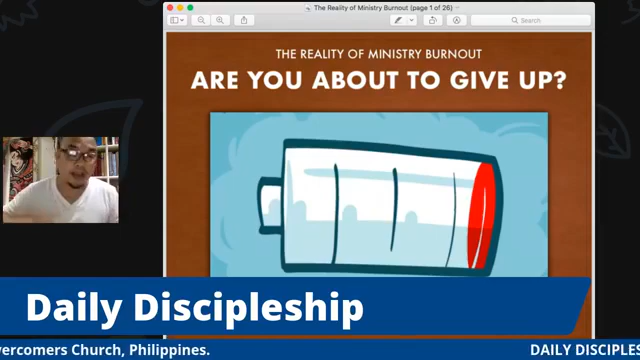 The Reality of Ministry Burnout (page 1 of 26)
Search
THE REALITY OF MINISTRY BURNOUT
ARE YOU ABOUT TO GIVE UP?
Daily Discipleship
vercomers Church, Philippines.
DAILY DISCIPLES